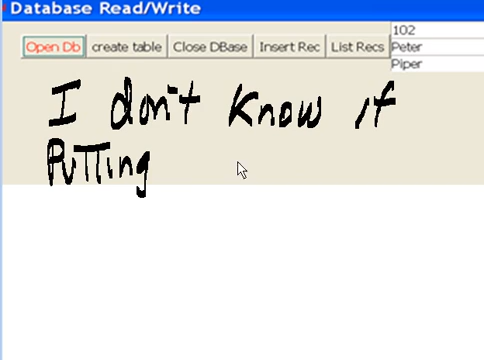 Database Read/Write
Open Db create table Close DBase Insert Rec List Recs
102
Peter
Piper
I don't know if
PuTTing